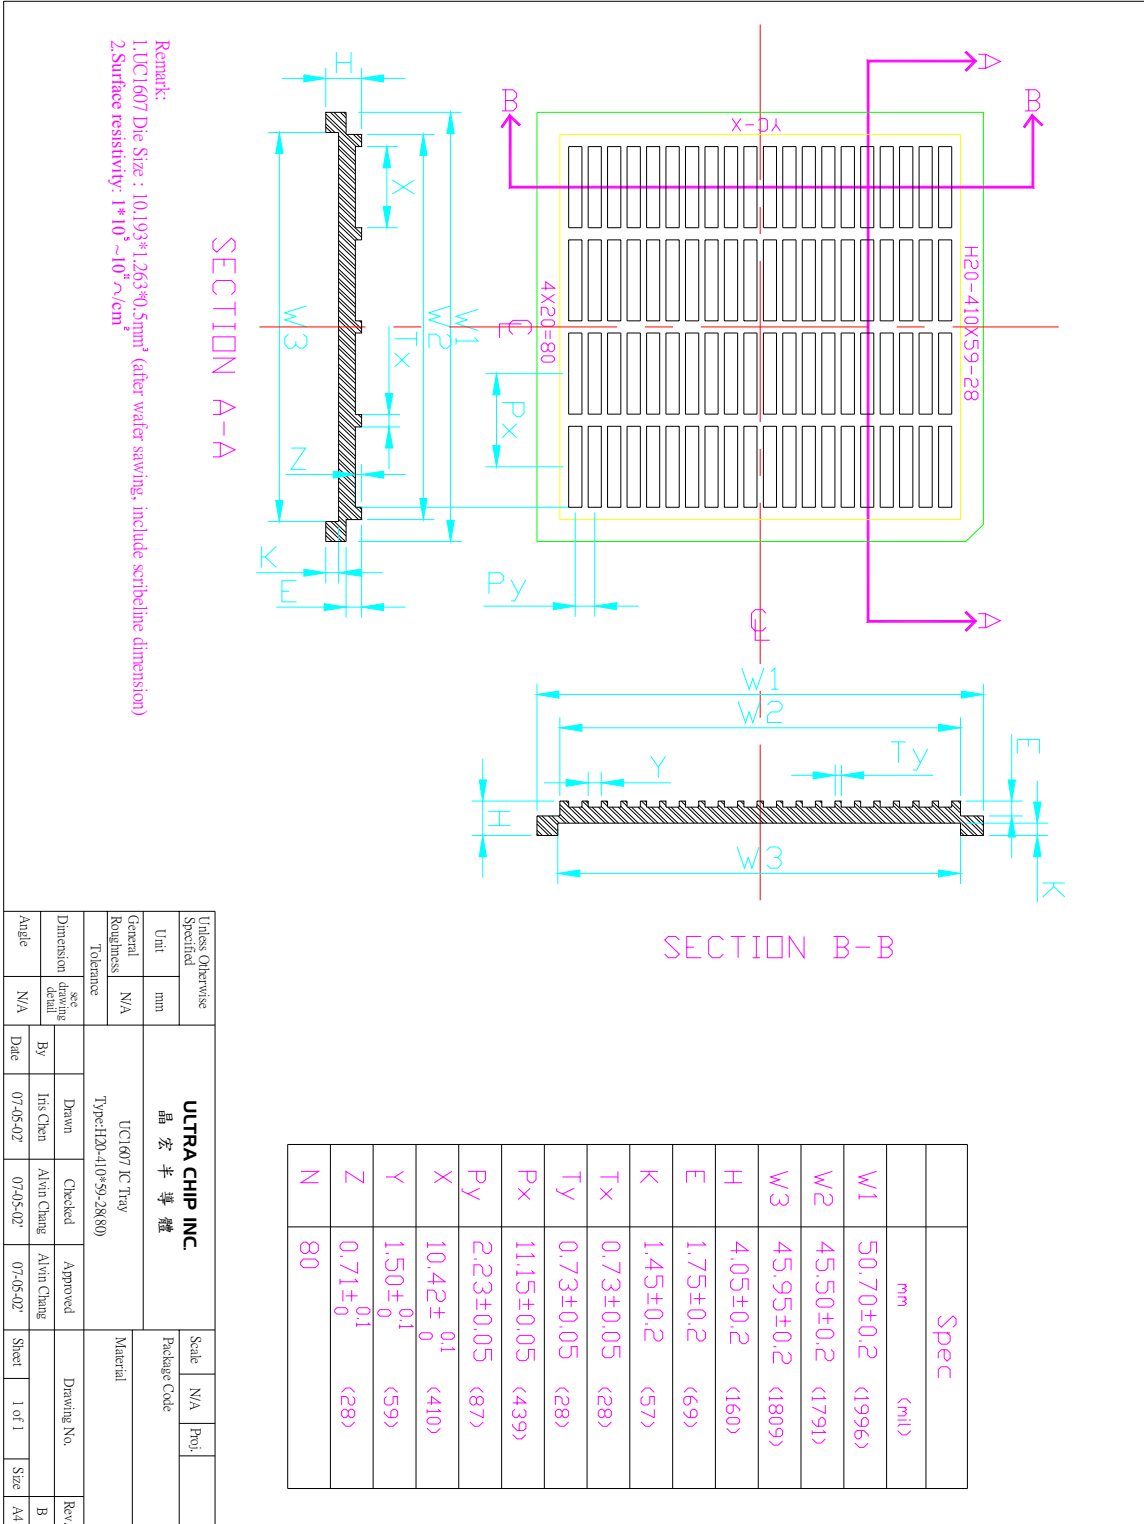 Remark:
1.UC1607 Die Size : 10.193*1.263*0.5mm³ (after wafer sawing, include scribeline dimension)
2.Surface resistivity: 1*10⁵~10¹¹ /cm²
H
X
W3
W1
W2
Tx
Z
K
E
SECTION A-A
B
B
A
A
YC-X
H20-410X59-28
4X20=80
CL
Px
Py
CL
W1
W2
Y
Ty
E
H
W3
K
SECTION B-B
Spec
mm (mil)
W1 50.70±0.2 (1996)
W2 45.50±0.2 (1791)
W3 45.95±0.2 (1809)
H 4.05±0.2 (160)
E 1.75±0.2 (69)
K 1.45±0.2 (57)
Tx 0.73±0.05 (28)
Ty 0.73±0.05 (28)
Px 11.15±0.05 (439)
Py 2.23±0.05 (87)
X 10.42± 0.1 0 (410)
Y 1.50± 0.1 0 (59)
Z 0.71± 0.1 0 (28)
N 80
Unless Otherwise Specified
Unit mm
General Roughness N/A
Tolerance
Dimension see drawing detail
Angle N/A
ULTRA CHIP INC.
晶宏半導體
UC1607 IC Tray
Type:H20-410*59-28(80)
Drawn Checked Approved
By Iris Chen Alvin Chang Alvin Chang
Date 07-05-02' 07-05-02' 07-05-02'
Scale N/A Proj.
Package Code
Material
Drawing No. Rev.
B
Sheet 1 of 1 Size A4